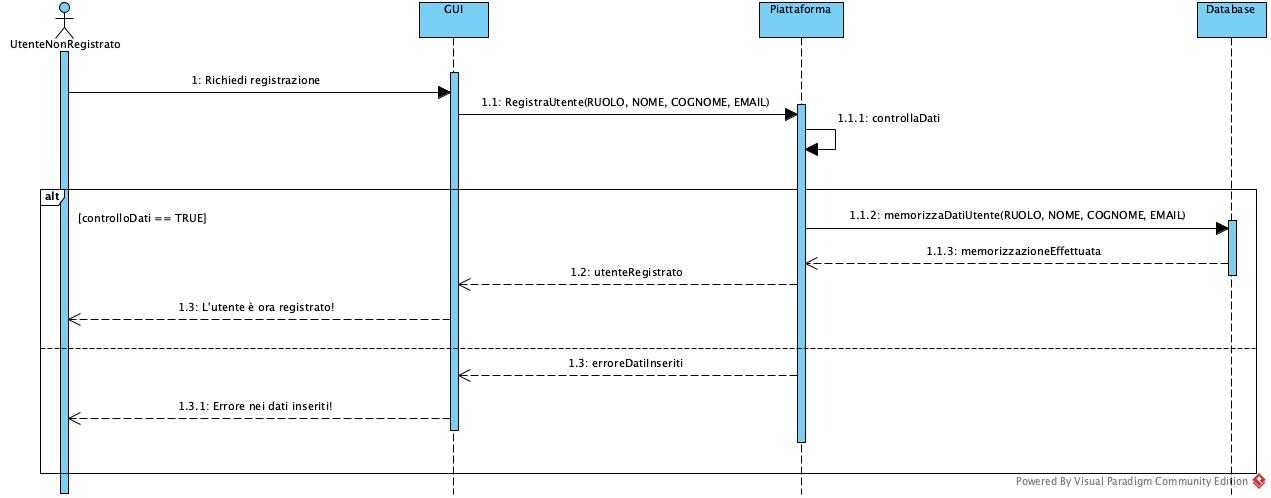 GUI
Piattaforma
Database
UtenteNonRegistrato
1: Richiedi registrazione
1.1: RegistraUtente(RUOLO, NOME, COGNOME, EMAIL)
1.1.1: controllaDati
alt
[controlloDati == TRUE]
1.1.2: memorizzaDatiUtente(RUOLO, NOME, COGNOME, EMAIL)
1.1.3: memorizzazioneEffettuata
1.2: utenteRegistrato
1.3: L'utente è ora registrato!
1.3: erroreDatiInseriti
1.3.1: Errore nei dati inseriti!
Powered By Visual Paradigm Community Edition